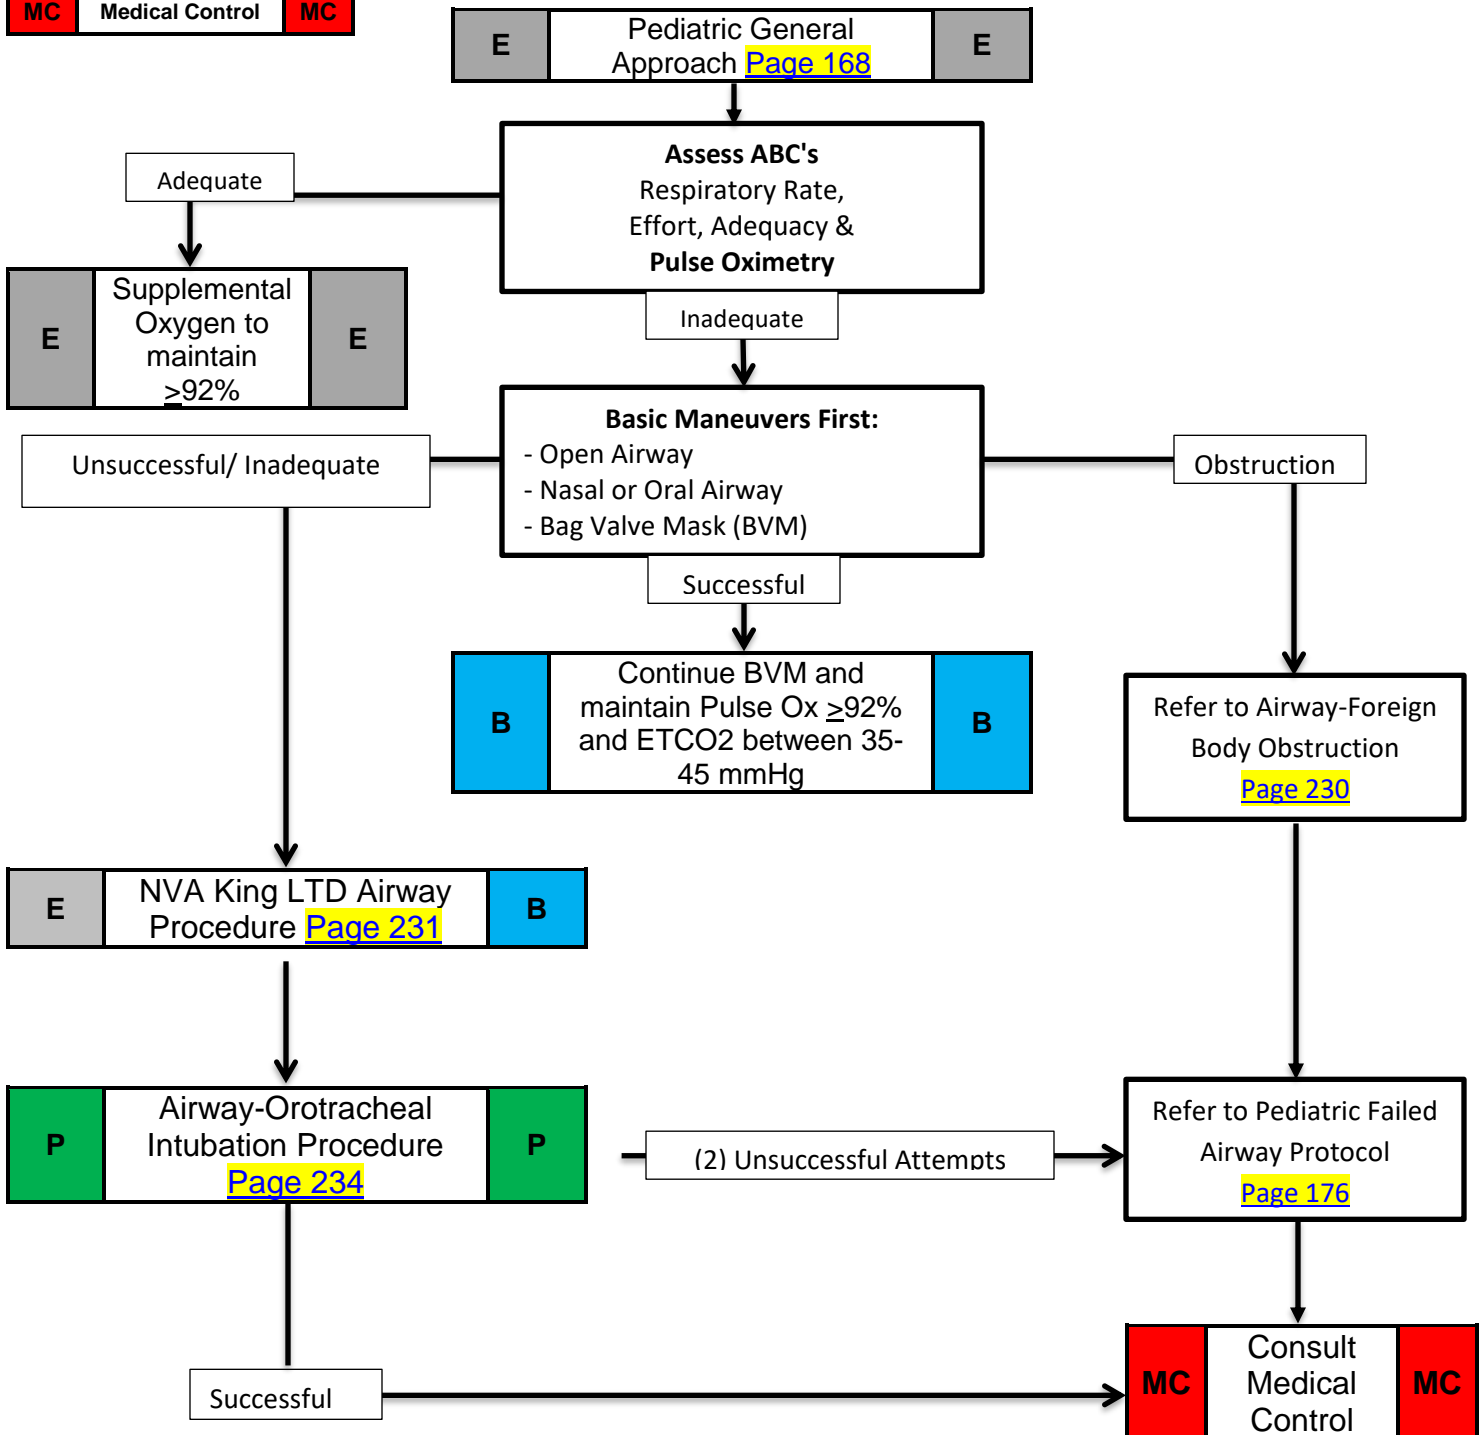 MC Medical Control MC
E Pediatric General E
Approach Page 168
Assess ABC's
Respiratory Rate,
Effort, Adequacy &
Pulse Oximetry
Adequate
Inadequate
Supplemental
Oxygen to
E maintain E
>92%
Basic Maneuvers First:
- Open Airway
- Nasal or Oral Airway
- Bag Valve Mask (BVM)
Unsuccessful/ Inadequate
Obstruction
Successful
Continue BVM and
maintain Pulse Ox >92%
B and ETCO2 between 35- B
45 mmHg
Refer to Airway-Foreign
Body Obstruction
Page 230
E NVA King LTD Airway B
Procedure Page 231
Airway-Orotracheal
P Intubation Procedure P
Page 234
(2) Unsuccessful Attempts
Refer to Pediatric Failed
Airway Protocol
Page 176
Successful
Consult
MC Medical MC
Control